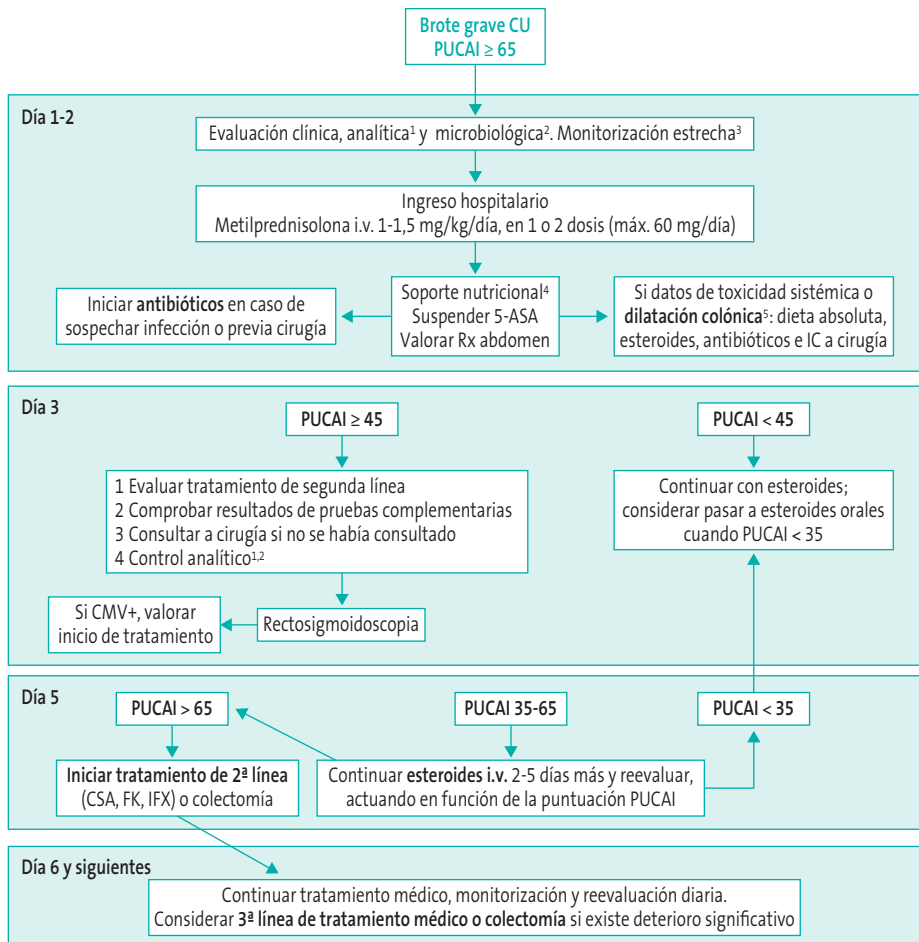 Brote grave CU
PUCAI ≥ 65
Día 1-2
Evaluación clínica, analítica¹ y microbiológica². Monitorización estrecha³
Ingreso hospitalario
Metilprednisolona i.v. 1-1,5 mg/kg/día, en 1 o 2 dosis (máx. 60 mg/día)
Iniciar antibióticos en caso de
sospechar infección o previa cirugía
Soporte nutricional⁴
Suspender 5-ASA
Valorar Rx abdomen
Si datos de toxicidad sistémica o
dilatación colónica⁵: dieta absoluta,
esteroides, antibióticos e IC a cirugía
Día 3
PUCAI ≥ 45
1 Evaluar tratamiento de segunda línea
2 Comprobar resultados de pruebas complementarias
3 Consultar a cirugía si no se había consultado
4 Control analítico¹,²
Si CMV+, valorar
inicio de tratamiento
Rectosigmoidoscopia
PUCAI < 45
Continuar con esteroides;
considerar pasar a esteroides orales
cuando PUCAI < 35
Día 5
PUCAI > 65
Iniciar tratamiento de 2ª línea
(CSA, FK, IFX) o colectomía
PUCAI 35-65
Continuar esteroides i.v. 2-5 días más y reevaluar,
actuando en función de la puntuación PUCAI
PUCAI < 35
Día 6 y siguientes
Continuar tratamiento médico, monitorización y reevaluación diaria.
Considerar 3ª línea de tratamiento médico o colectomía si existe deterioro significativo